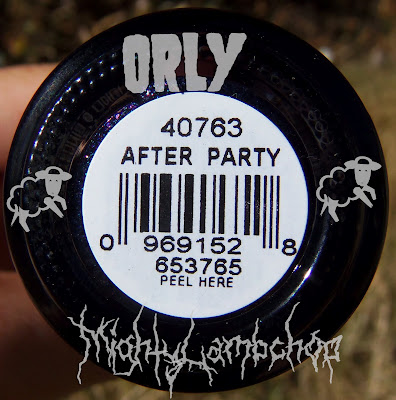 ORLY
40763
AFTER PARTY
0 969152 8
653765
PEEL HERE
MightyLambchop